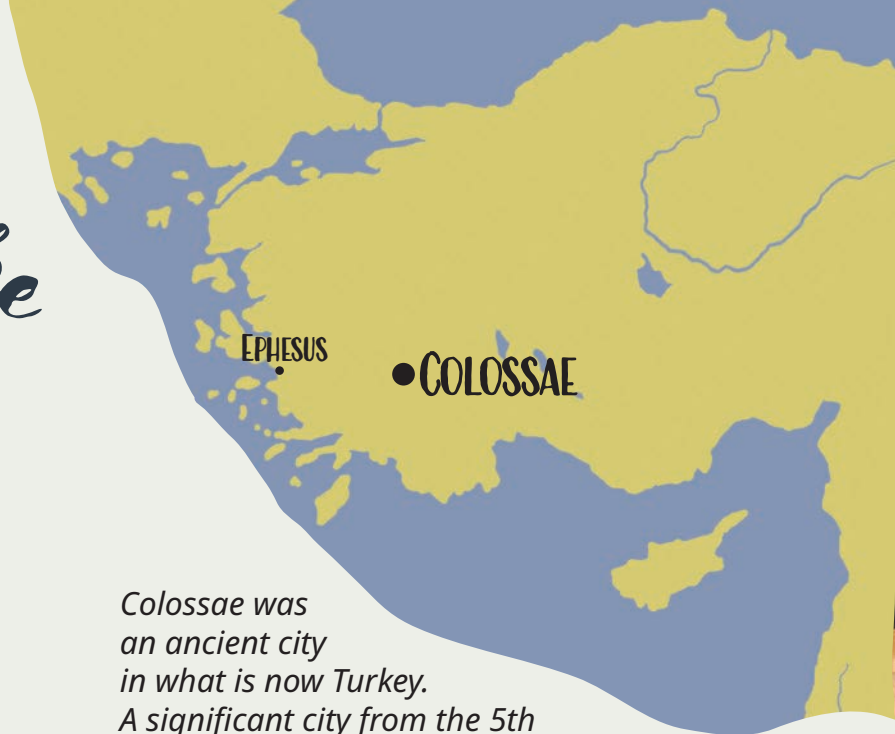 Ephesus
Colossae
Colossae was
an ancient city
in what is now Turkey.
A significant city from the 5th